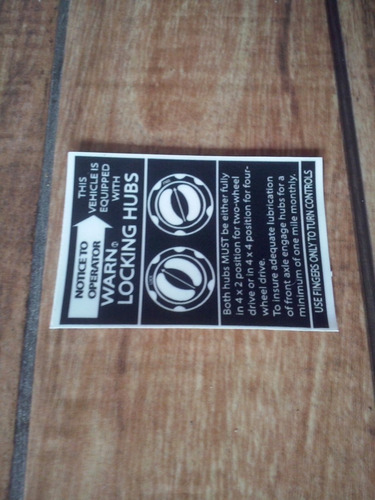 NOTICE TO
OPERATOR
THIS
VEHICLE IS
EQUIPPED
WITH
WARN®
LOCKING HUBS
Both hubs MUST be either fully
in 4 x 2 position for two-wheel
drive or in 4 x 4 position for four-
wheel drive.
To insure adequate lubrication
of front axle engage hubs for a
minimum of one mile monthly.
USE FINGERS ONLY TO TURN CONTROLS